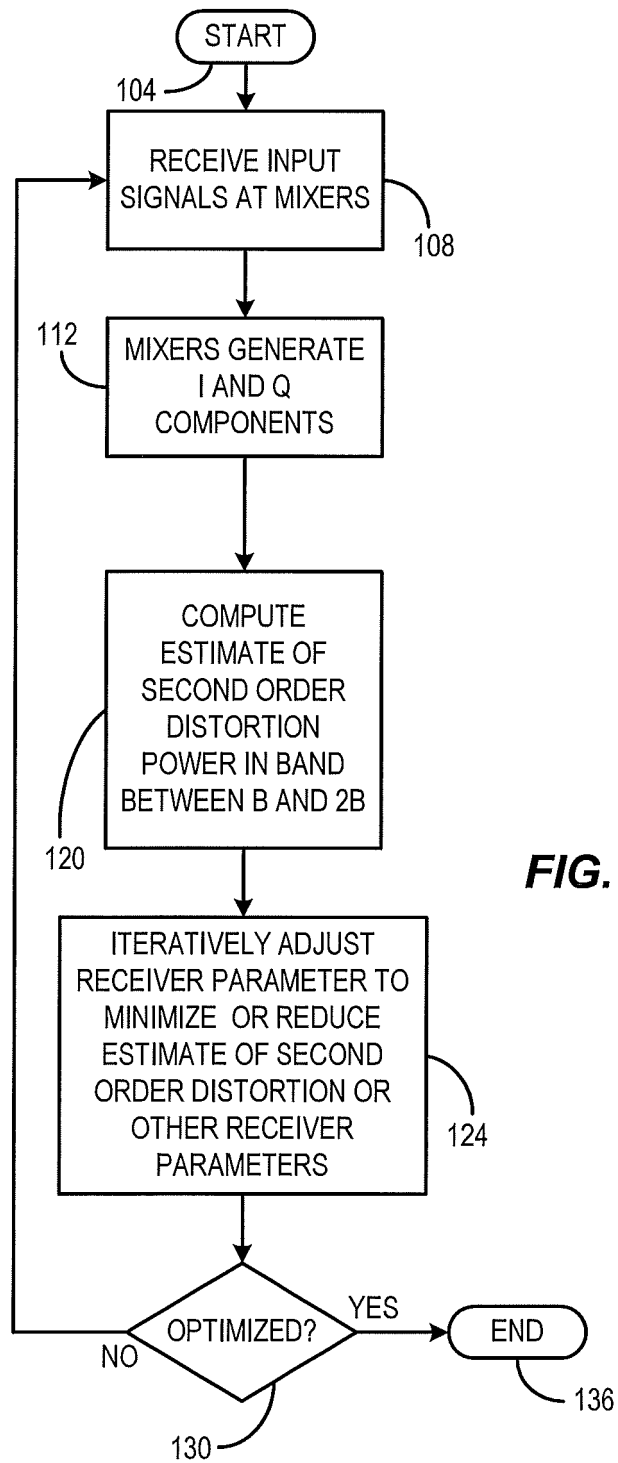 START
104
RECEIVE INPUT
SIGNALS AT MIXERS
108
112
MIXERS GENERATE
I AND Q
COMPONENTS
COMPUTE
ESTIMATE OF
SECOND ORDER
DISTORTION
POWER IN BAND
BETWEEN B AND 2B
120
FIG.
ITERATIVELY ADJUST
RECEIVER PARAMETER TO
MINIMIZE OR REDUCE
ESTIMATE OF SECOND
ORDER DISTORTION OR
OTHER RECEIVER
PARAMETERS
124
OPTIMIZED?
YES
NO
END
130
136